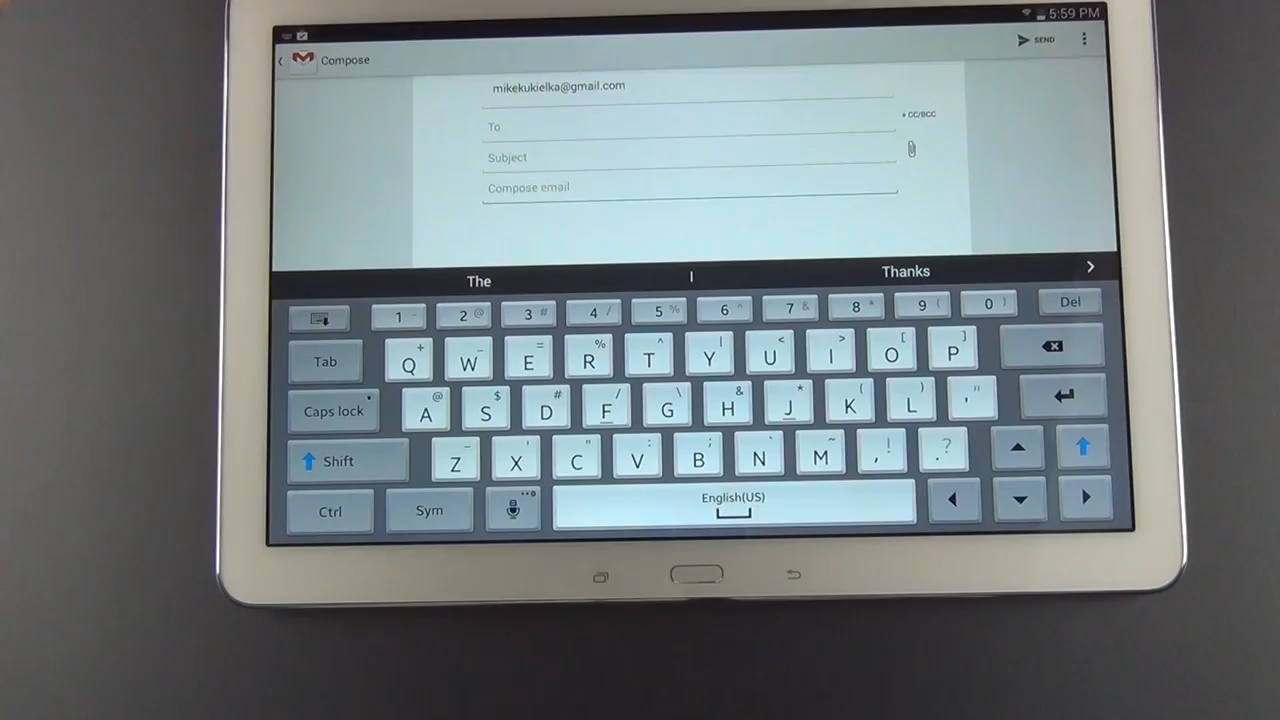 5:59 PM
Compose
SEND
mikekukielka@gmail.com
To
+ CC/BCC
Subject
Compose email
The I Thanks
1 - 2 @ 3 # 4 / 5 % 6 ^ 7 & 8 * 9 ( 0 ) Del
Tab Q + W _ E = R % T ^ Y | U < I > O [ P ]
Caps lock A @ S $ D # F / G \ H & J * K ( L ) ' "
Shift Z - X ' C " V : B ; N ` M ~ , ! . ?
Ctrl Sym English(US)